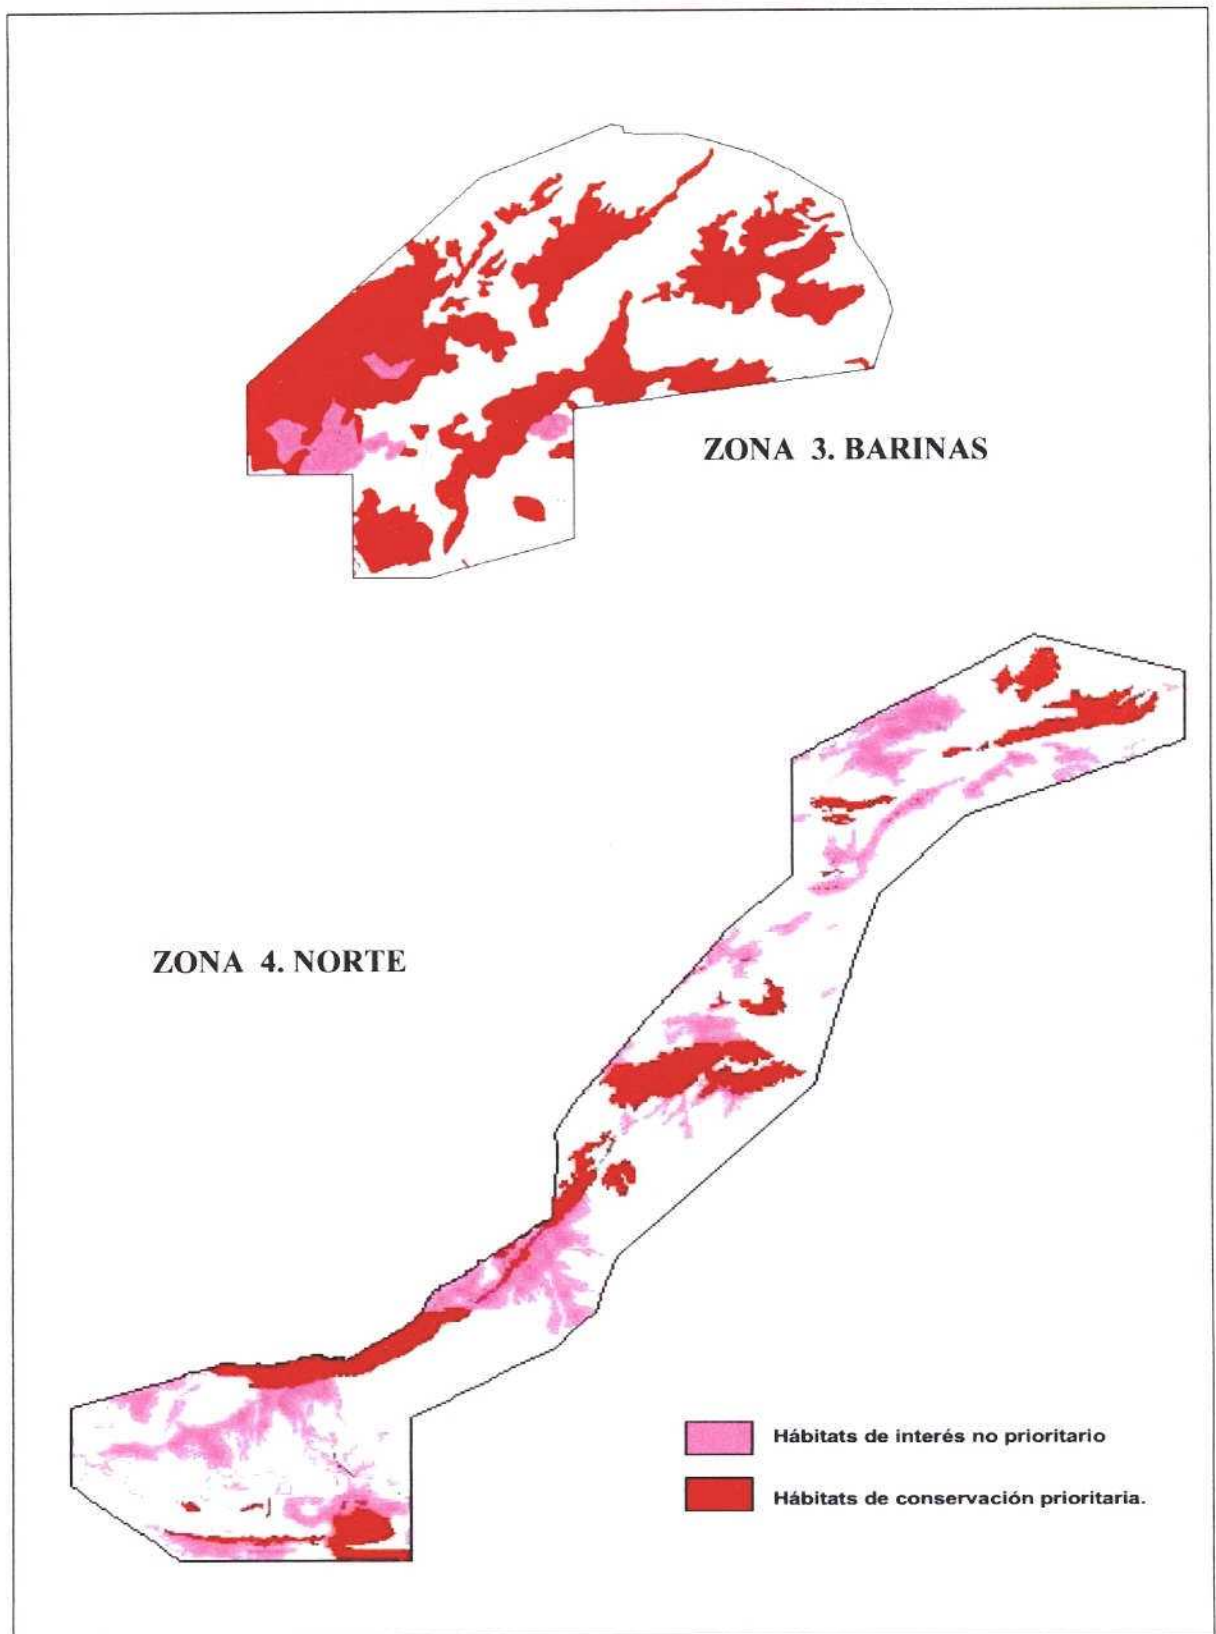 ZONA 3. BARINAS
ZONA 4. NORTE
Hábitats de interés no prioritario
Hábitats de conservación prioritaria.